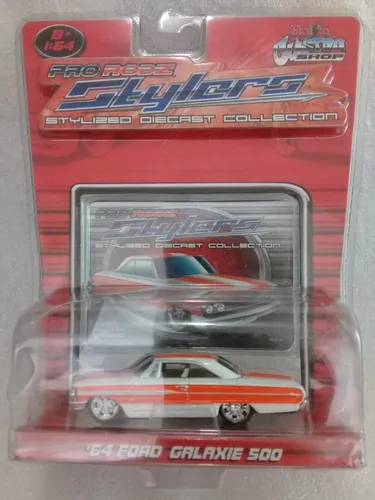 8+
1:64
Maisto
CUSTOM
SHOP
PRO RODZ
Stylers
STYLIZED DIECAST COLLECTION
PRO RODZ
Stylers
STYLIZED DIECAST COLLECTION
'64 FORD GALAXIE 500